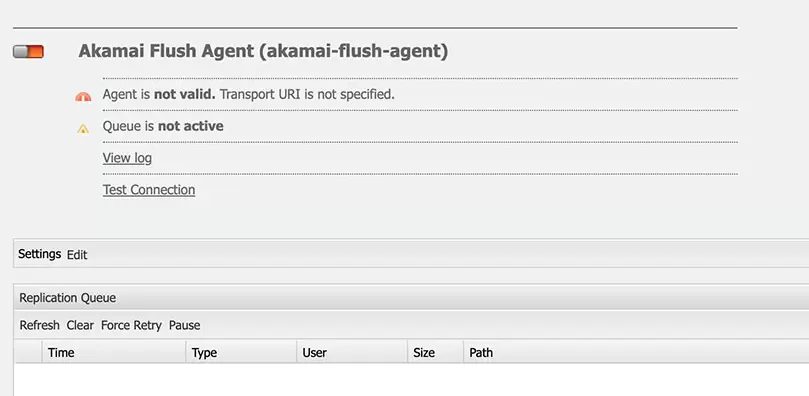 Akamai Flush Agent (akamai-flush-agent)
Agent is not valid. Transport URI is not specified.
Queue is not active
View log
Test Connection
Settings Edit
Replication Queue
Refresh Clear Force Retry Pause
Time Type User Size Path